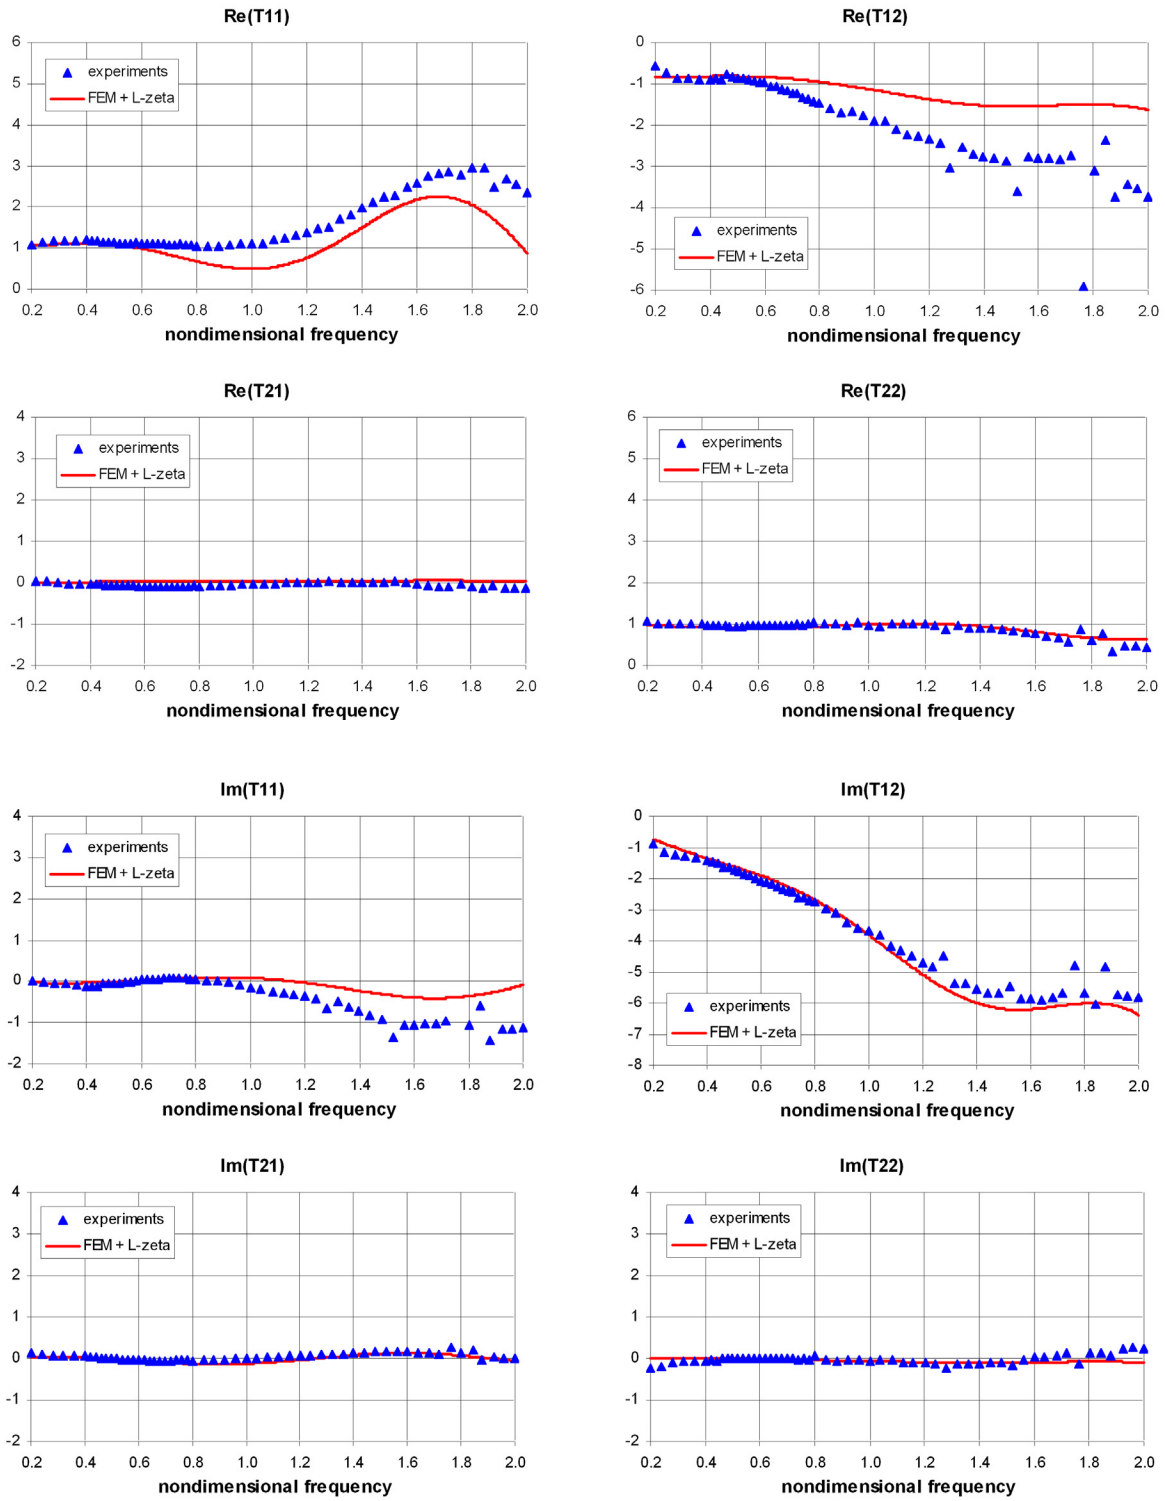 Re(T11)
6
5
4
3
2
1
0
experiments
FEM + L-zeta
0.2 0.4 0.6 0.8 1.0 1.2 1.4 1.6 1.8 2.0
nondimensional frequency
Re(T12)
0
-1
-2
-3
-4
-5
-6
experiments
FEM + L-zeta
0.2 0.4 0.6 0.8 1.0 1.2 1.4 1.6 1.8 2.0
nondimensional frequency
Re(T21)
4
3
2
1
0
-1
-2
experiments
FEM + L-zeta
0.2 0.4 0.6 0.8 1.0 1.2 1.4 1.6 1.8 2.0
nondimensional frequency
Re(T22)
6
5
4
3
2
1
0
experiments
FEM + L-zeta
0.2 0.4 0.6 0.8 1.0 1.2 1.4 1.6 1.8 2.0
nondimensional frequency
Im(T11)
4
3
2
1
0
-1
-2
experiments
FEM + L-zeta
0.2 0.4 0.6 0.8 1.0 1.2 1.4 1.6 1.8 2.0
nondimensional frequency
Im(T12)
0
-1
-2
-3
-4
-5
-6
-7
-8
experiments
FEM + L-zeta
0.2 0.4 0.6 0.8 1.0 1.2 1.4 1.6 1.8 2.0
nondimensional frequency
Im(T21)
4
3
2
1
0
-1
-2
experiments
FEM + L-zeta
0.2 0.4 0.6 0.8 1.0 1.2 1.4 1.6 1.8 2.0
nondimensional frequency
Im(T22)
4
3
2
1
0
-1
-2
experiments
FEM + L-zeta
0.2 0.4 0.6 0.8 1.0 1.2 1.4 1.6 1.8 2.0
nondimensional frequency